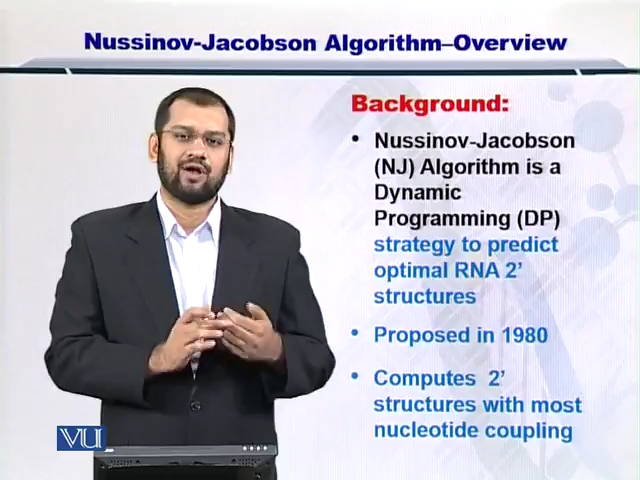 Nussinov-Jacobson Algorithm–Overview
Background:
• Nussinov-Jacobson
(NJ) Algorithm is a
Dynamic
Programming (DP)
strategy to predict
optimal RNA 2'
structures
• Proposed in 1980
• Computes 2'
structures with most
nucleotide coupling
VU